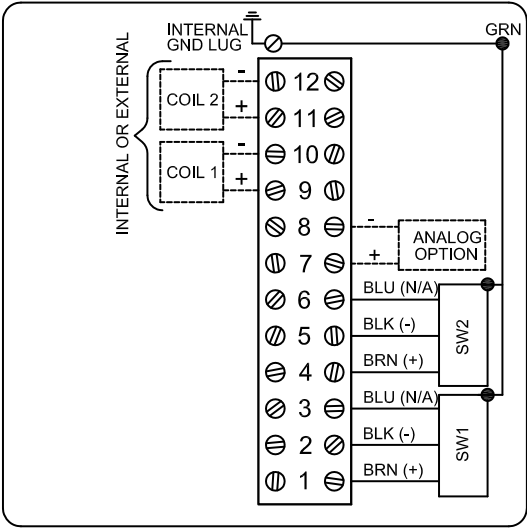 INTERNAL
GND LUG
GRN
INTERNAL OR EXTERNAL
COIL 2
-
+
COIL 1
-
+
12
11
10
9
8
7
6
5
4
3
2
1
-
+
ANALOG
OPTION
BLU (N/A)
BLK (-)
BRN (+)
SW2
BLU (N/A)
BLK (-)
BRN (+)
SW1